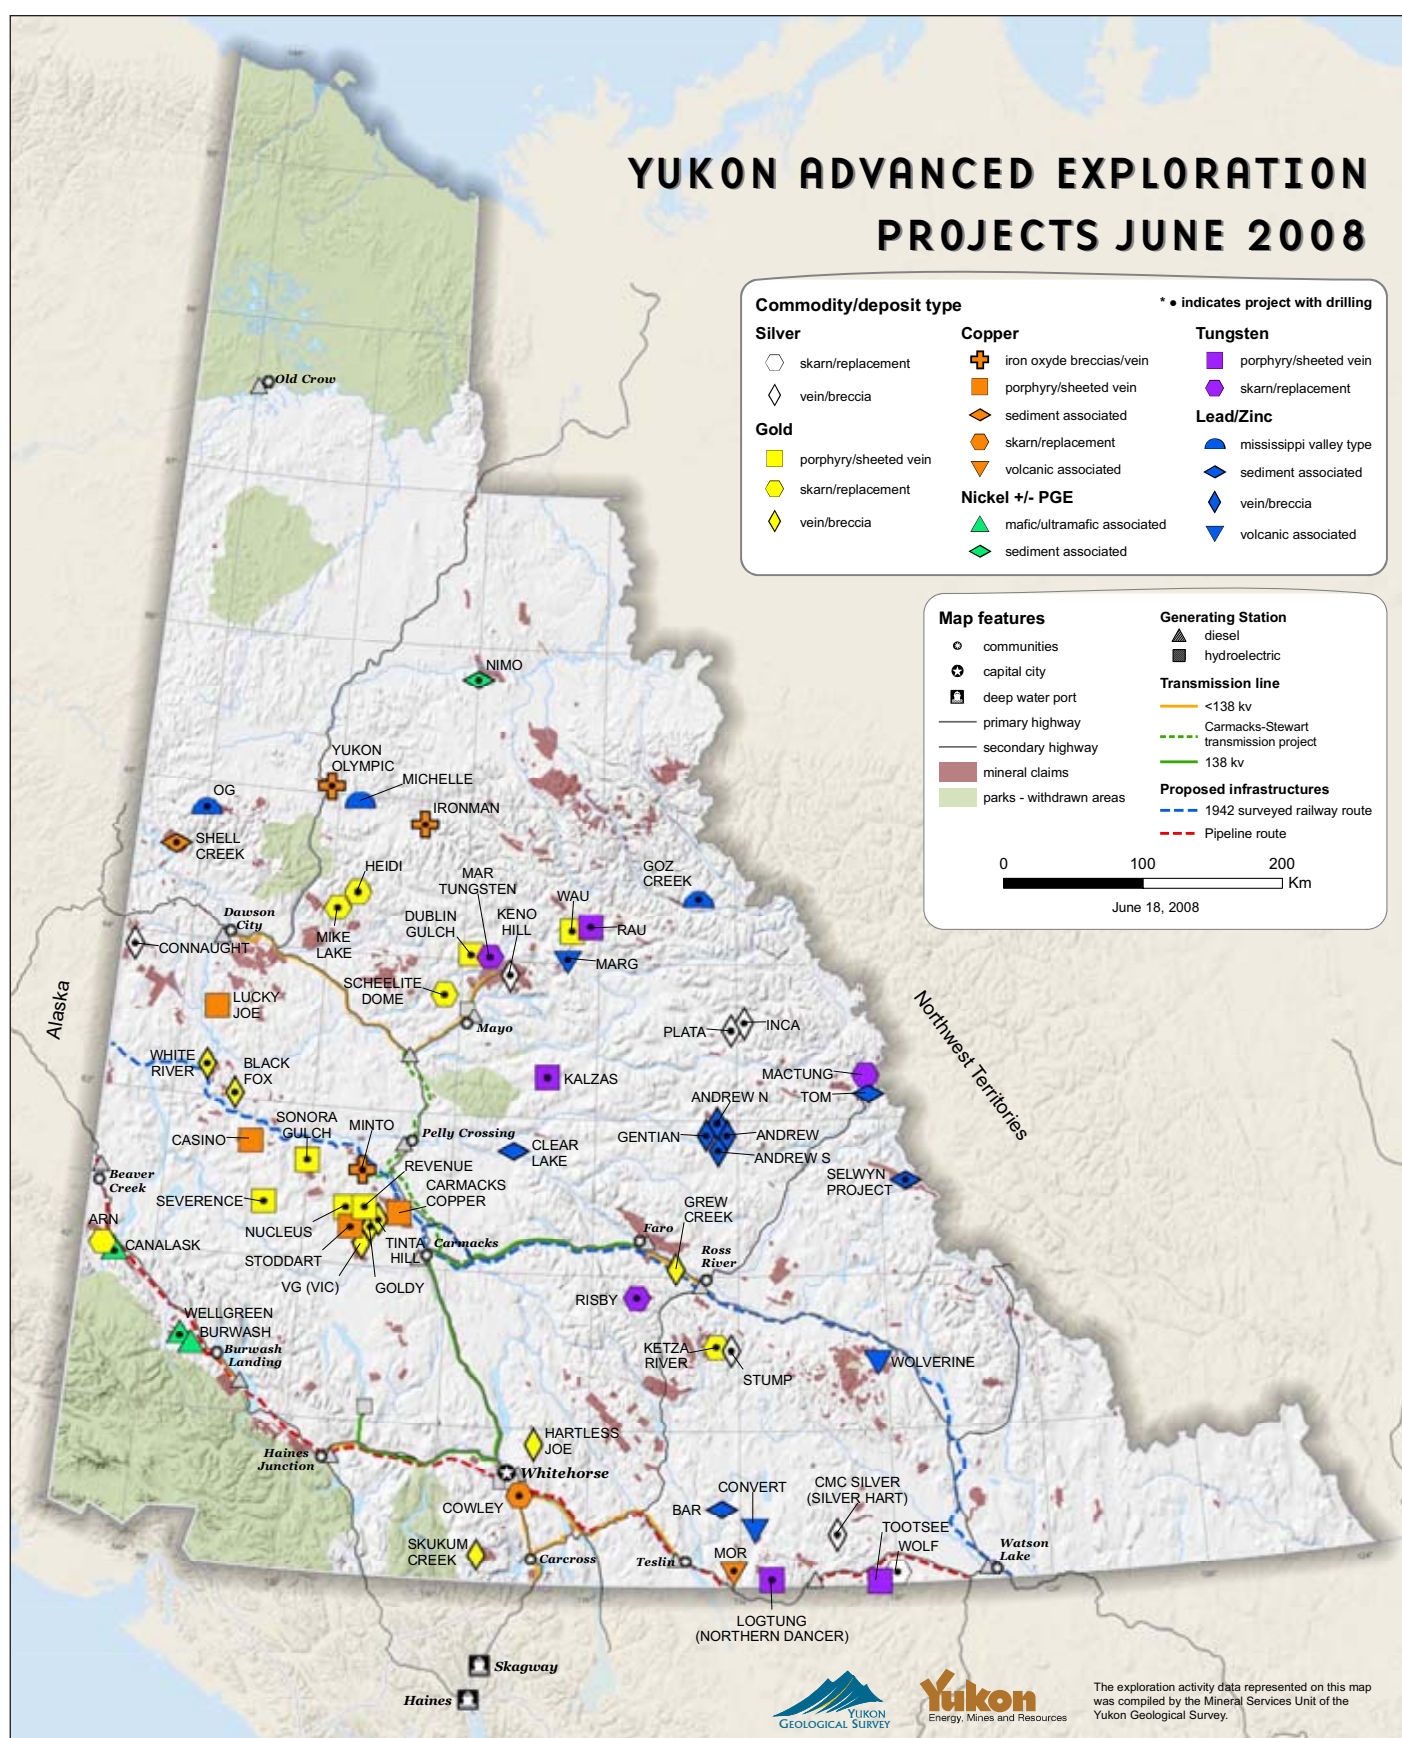 YUKON ADVANCED EXPLORATION
PROJECTS JUNE 2008
Commodity/deposit type
* ● indicates project with drilling
Silver
skarn/replacement
vein/breccia
Gold
porphyry/sheeted vein
skarn/replacement
vein/breccia
Copper
iron oxyde breccias/vein
porphyry/sheeted vein
sediment associated
skarn/replacement
volcanic associated
Nickel +/- PGE
mafic/ultramafic associated
sediment associated
Tungsten
porphyry/sheeted vein
skarn/replacement
Lead/Zinc
mississippi valley type
sediment associated
vein/breccia
volcanic associated
Map features
communities
capital city
deep water port
primary highway
secondary highway
mineral claims
parks - withdrawn areas
Generating Station
diesel
hydroelectric
Transmission line
<138 kv
Carmacks-Stewart
transmission project
138 kv
Proposed infrastructures
1942 surveyed railway route
Pipeline route
0
100
200
Km
June 18, 2008
Old Crow
NIMO
YUKON
OLYMPIC
MICHELLE
OG
IRONMAN
SHELL
CREEK
HEIDI
MAR
TUNGSTEN
GOZ
CREEK
WAU
DUBLIN
GULCH
KENO
HILL
RAU
Dawson
City
MIKE
LAKE
CONNAUGHT
MARG
SCHEELITE
DOME
LUCKY
JOE
Mayo
PLATA
INCA
Alaska
Northwest Territories
WHITE
RIVER
BLACK
FOX
KALZAS
MACTUNG
TOM
ANDREW N
SONORA
GULCH
MINTO
CASINO
Pelly Crossing
GENTIAN
ANDREW
CLEAR
LAKE
ANDREW S
REVENUE
Beaver
Creek
CARMACKS
COPPER
SELWYN
PROJECT
SEVERENCE
GREW
CREEK
ARN
NUCLEUS
Faro
CANALASK
TINTA
HILL
Carmacks
Ross
River
STODDART
VG (VIC)
GOLDY
RISBY
WELLGREEN
BURWASH
Burwash
Landing
KETZA
RIVER
STUMP
WOLVERINE
HARTLESS
JOE
Haines
Junction
Whitehorse
CMC SILVER
(SILVER HART)
CONVERT
COWLEY
BAR
TOOTSEE
WOLF
SKUKUM
CREEK
Carcross
Teslin
MOR
Watson
Lake
LOGTUNG
(NORTHERN DANCER)
Skagway
Haines
YUKON
GEOLOGICAL SURVEY
Yukon
Energy, Mines and Resources
The exploration activity data represented on this map
was compiled by the Mineral Services Unit of the
Yukon Geological Survey.